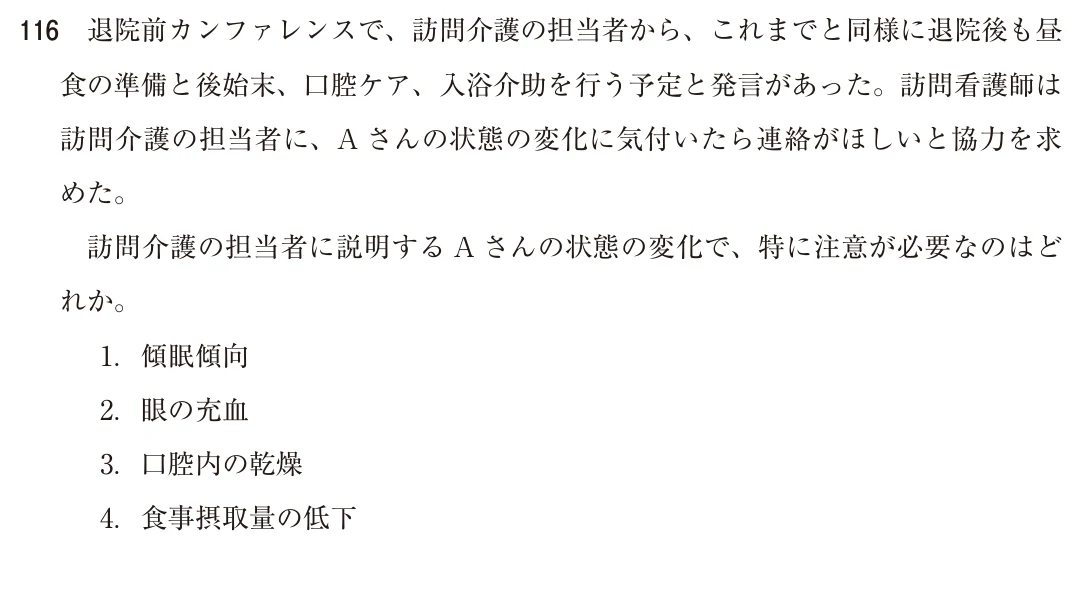 116 退院前カンファレンスで、訪問介護の担当者から、これまでと同様に退院後も昼
食の準備と後始末、口腔ケア、入浴介助を行う予定と発言があった。訪問看護師は
訪問介護の担当者に、A さんの状態の変化に気付いたら連絡がほしいと協力を求
めた。
訪問介護の担当者に説明する A さんの状態の変化で、特に注意が必要なのはど
れか。
1. 傾眠傾向
2. 眼の充血
3. 口腔内の乾燥
4. 食事摂取量の低下